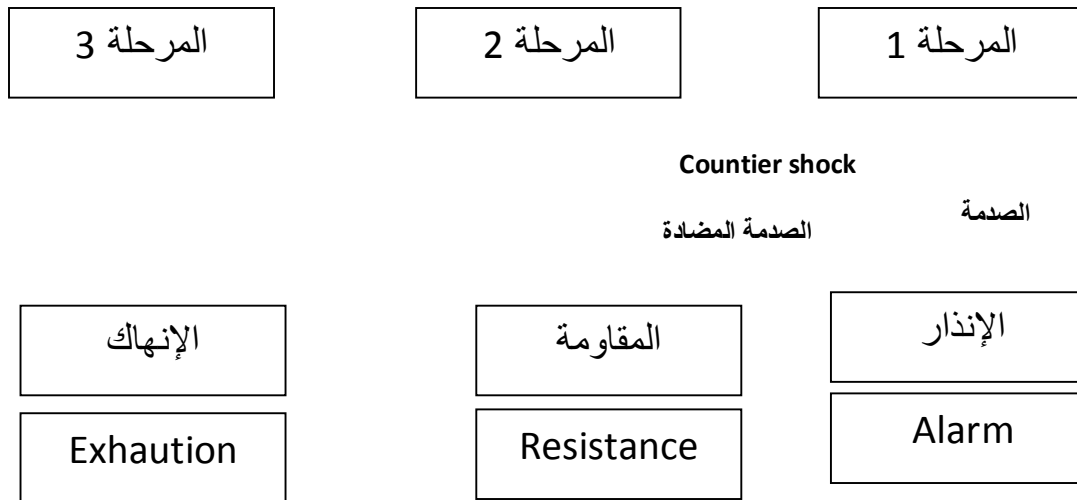 المرحلة 1
المرحلة 2
المرحلة 3
Countier shock
الصدمة
الصدمة المضادة
الإنذار
المقاومة
الإنهاك
Alarm
Resistance
Exhaution